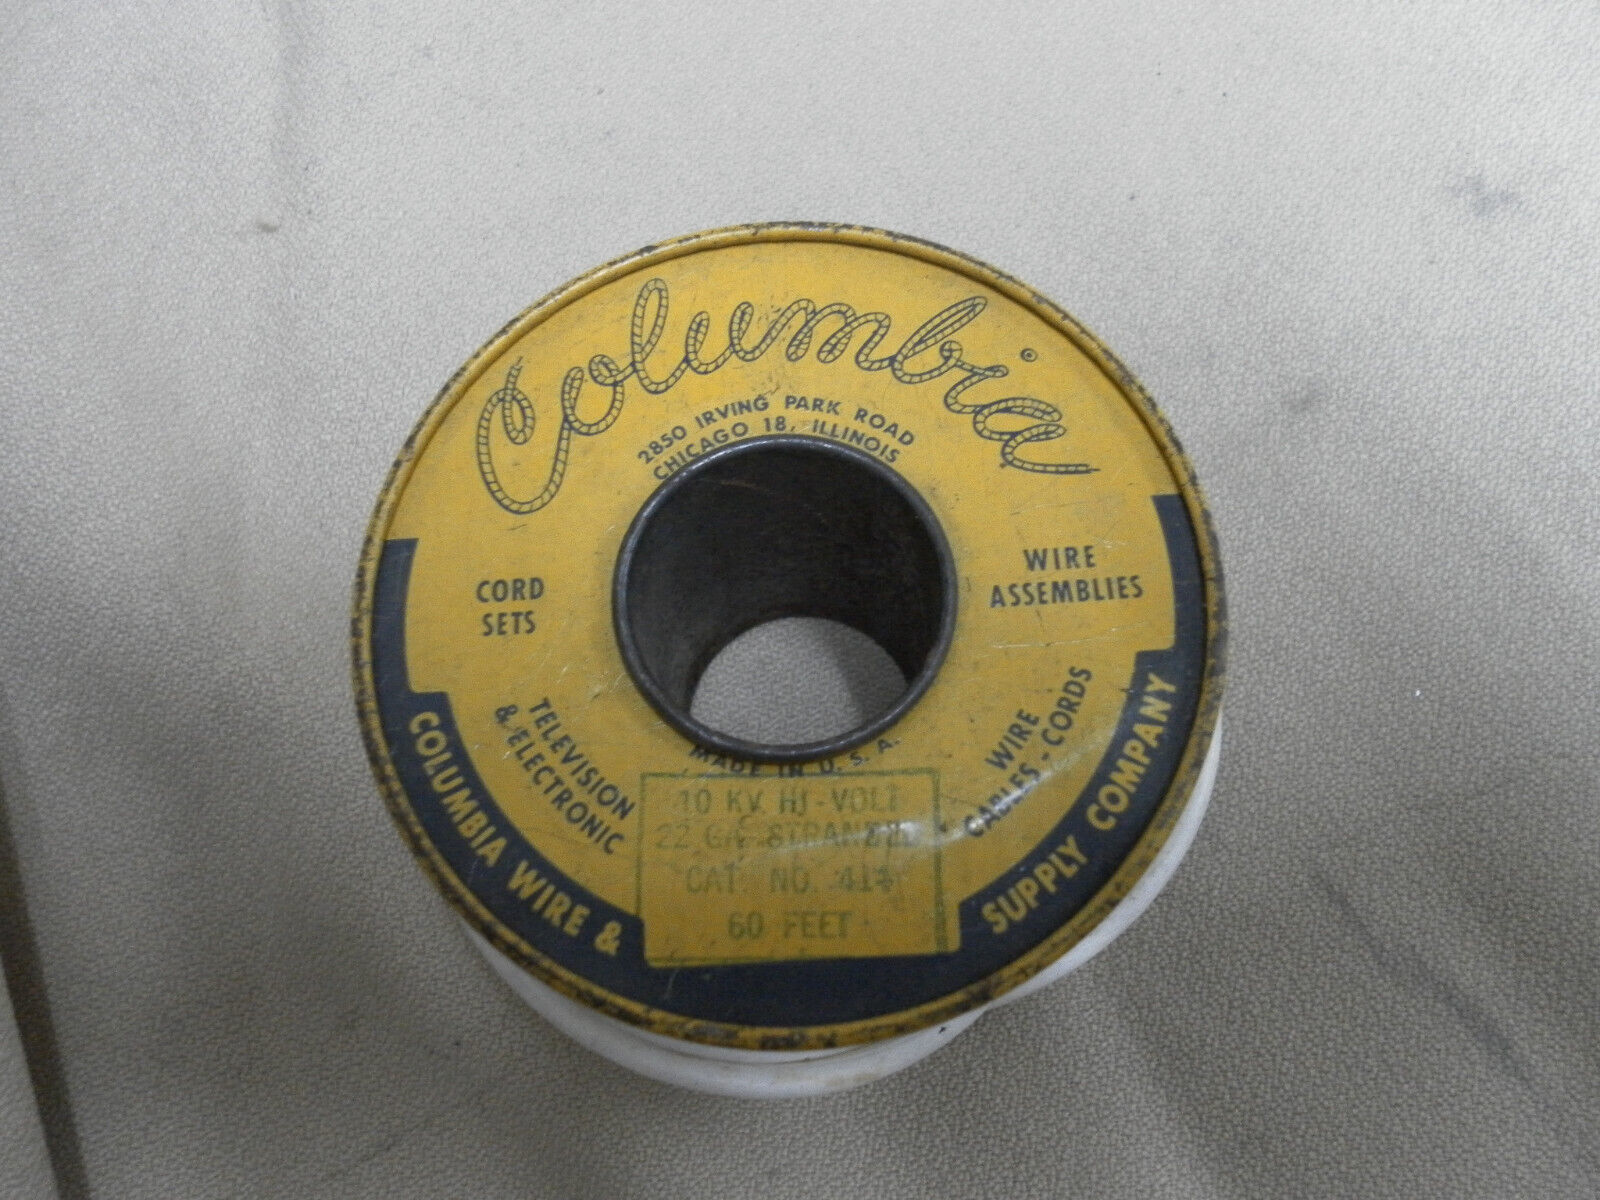 Columbia
2850 IRVING PARK ROAD
CHICAGO 18, ILLINOIS
CORD
SETS
WIRE
ASSEMBLIES
TELEVISION
& ELECTRONIC
WIRE
CABLES - CORDS
MADE IN U.S.A.
10 KV. HI-VOLT
22 GA. STRANDED
CAT. NO.
60 FEET
COLUMBIA WIRE &
SUPPLY COMPANY